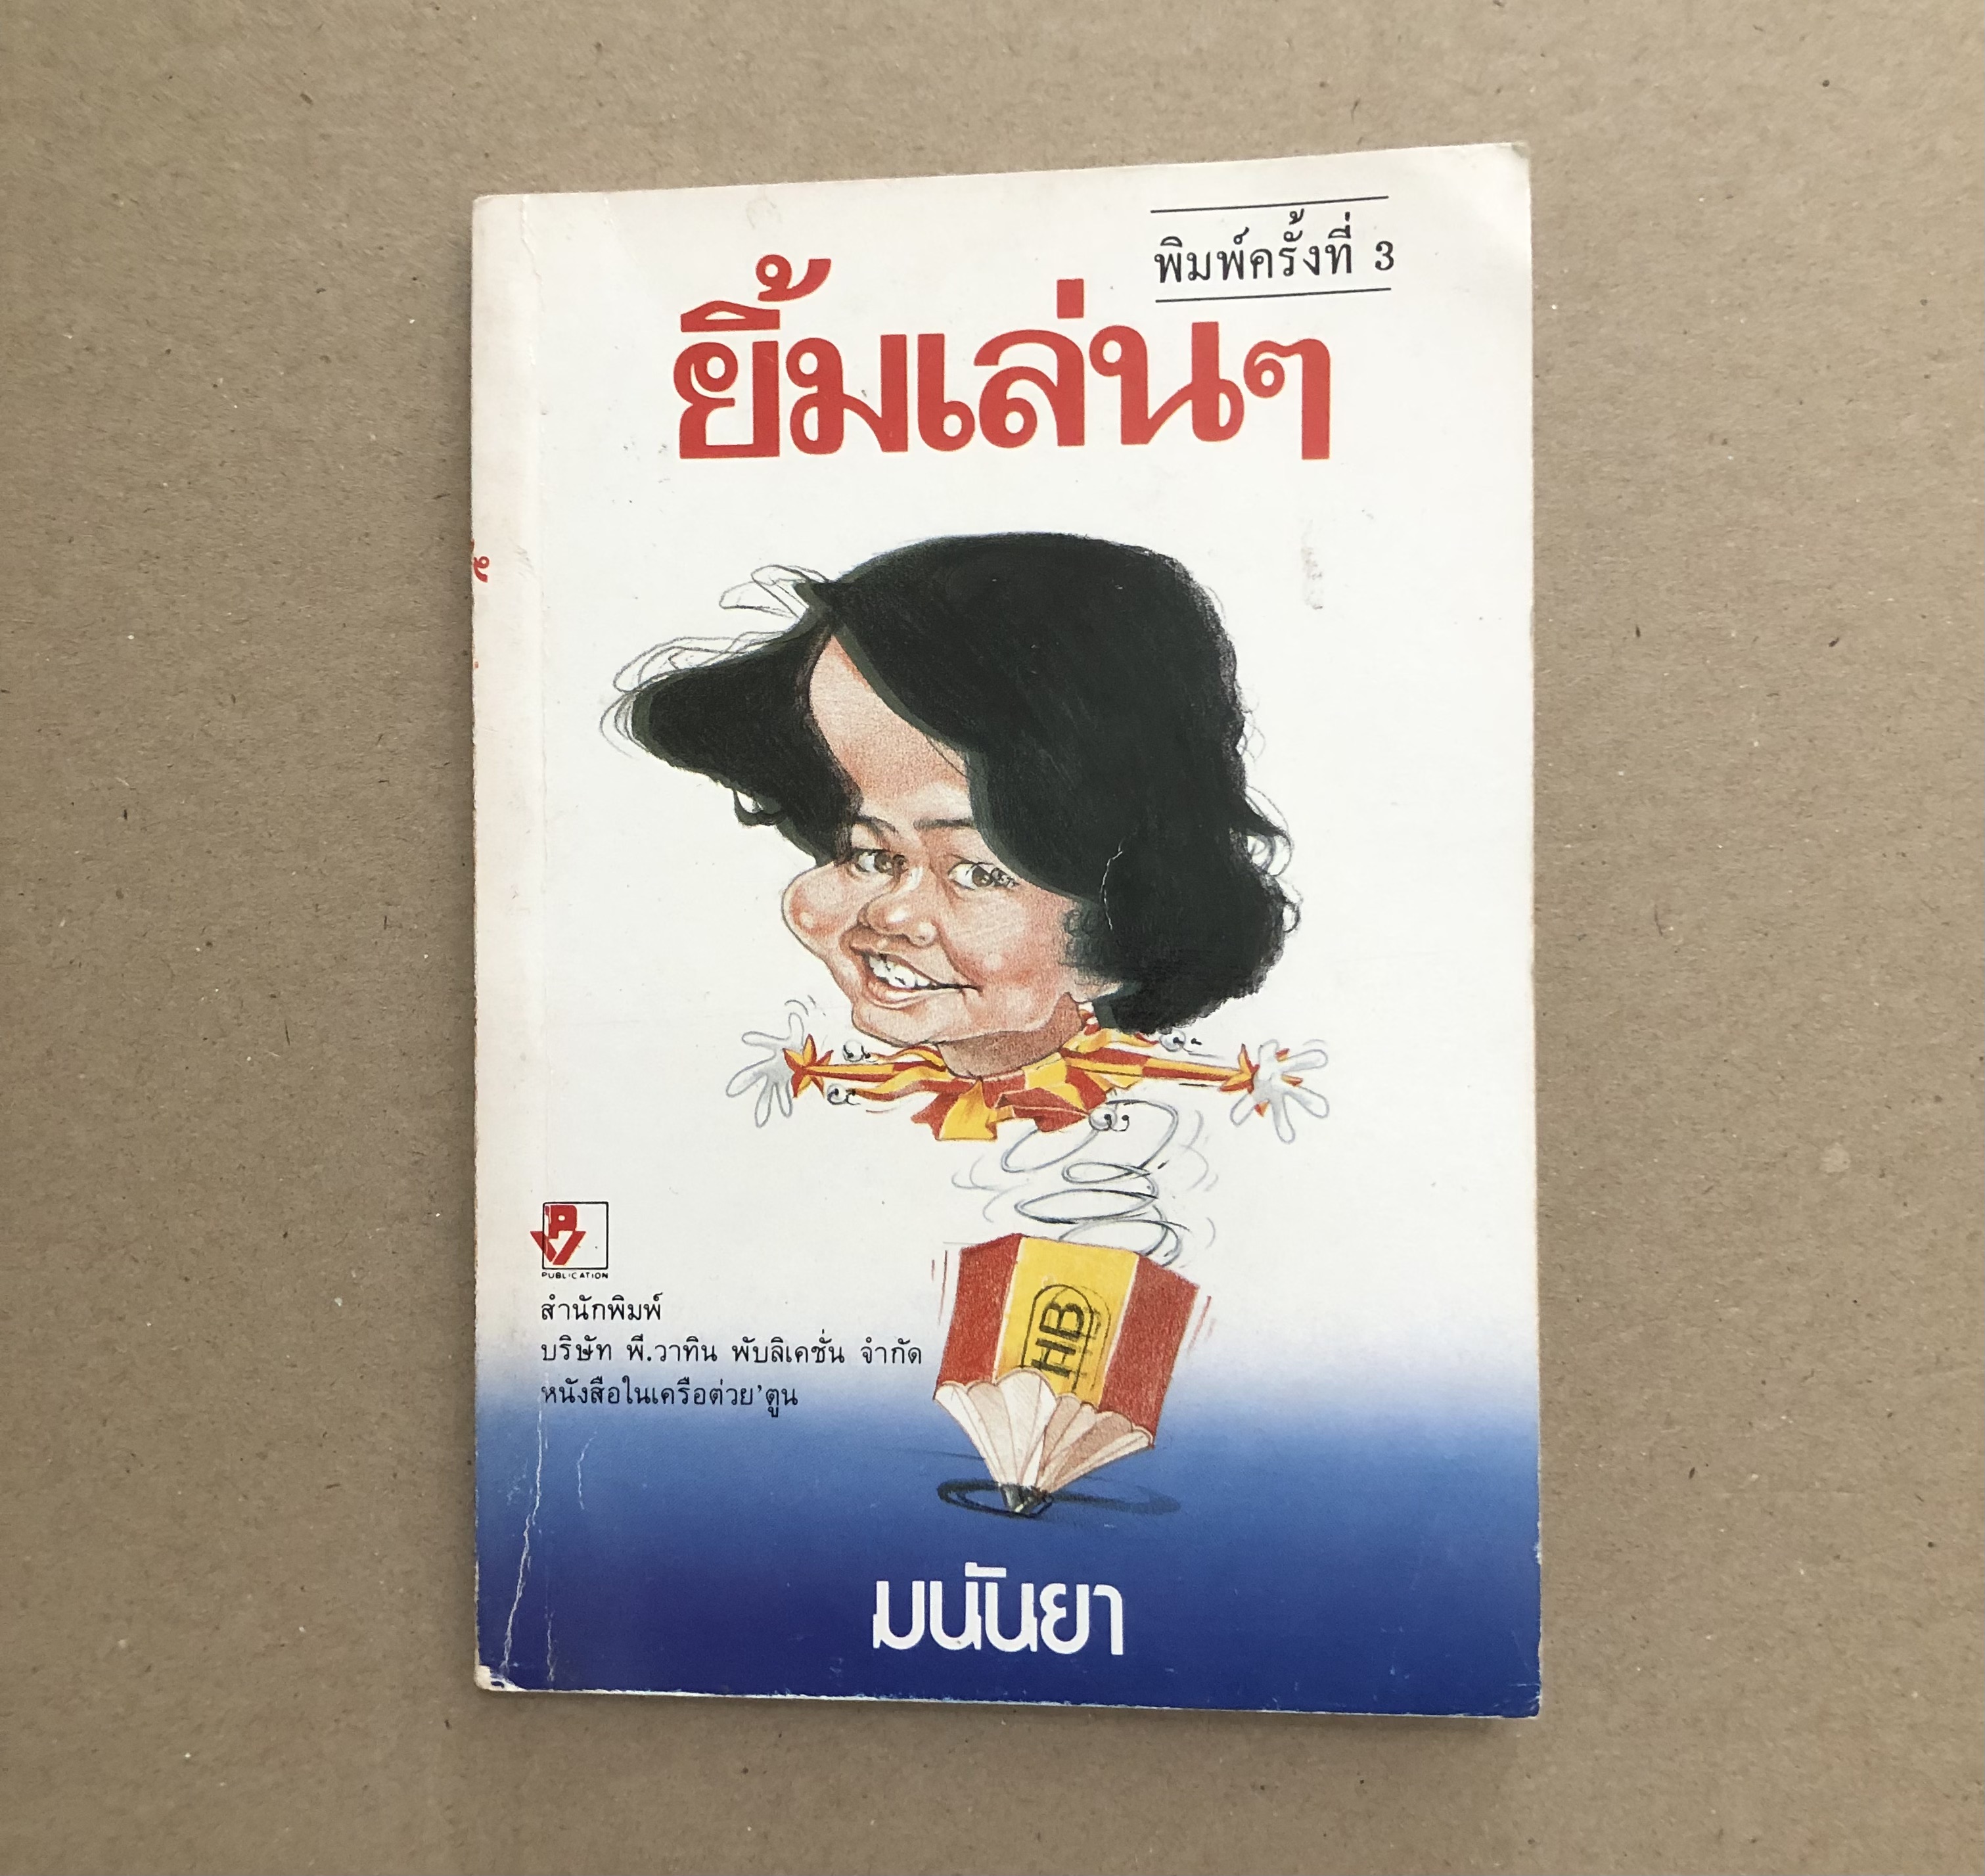 พิมพ์ครั้งที่ 3
ยิ้มเล่นๆ
PV
PUBLICATION
สำนักพิมพ์
บริษัท พี.วาทิน พับลิเคชั่น จำกัด
หนังสือในเครือต่วย'ตูน
HB
มนันยา